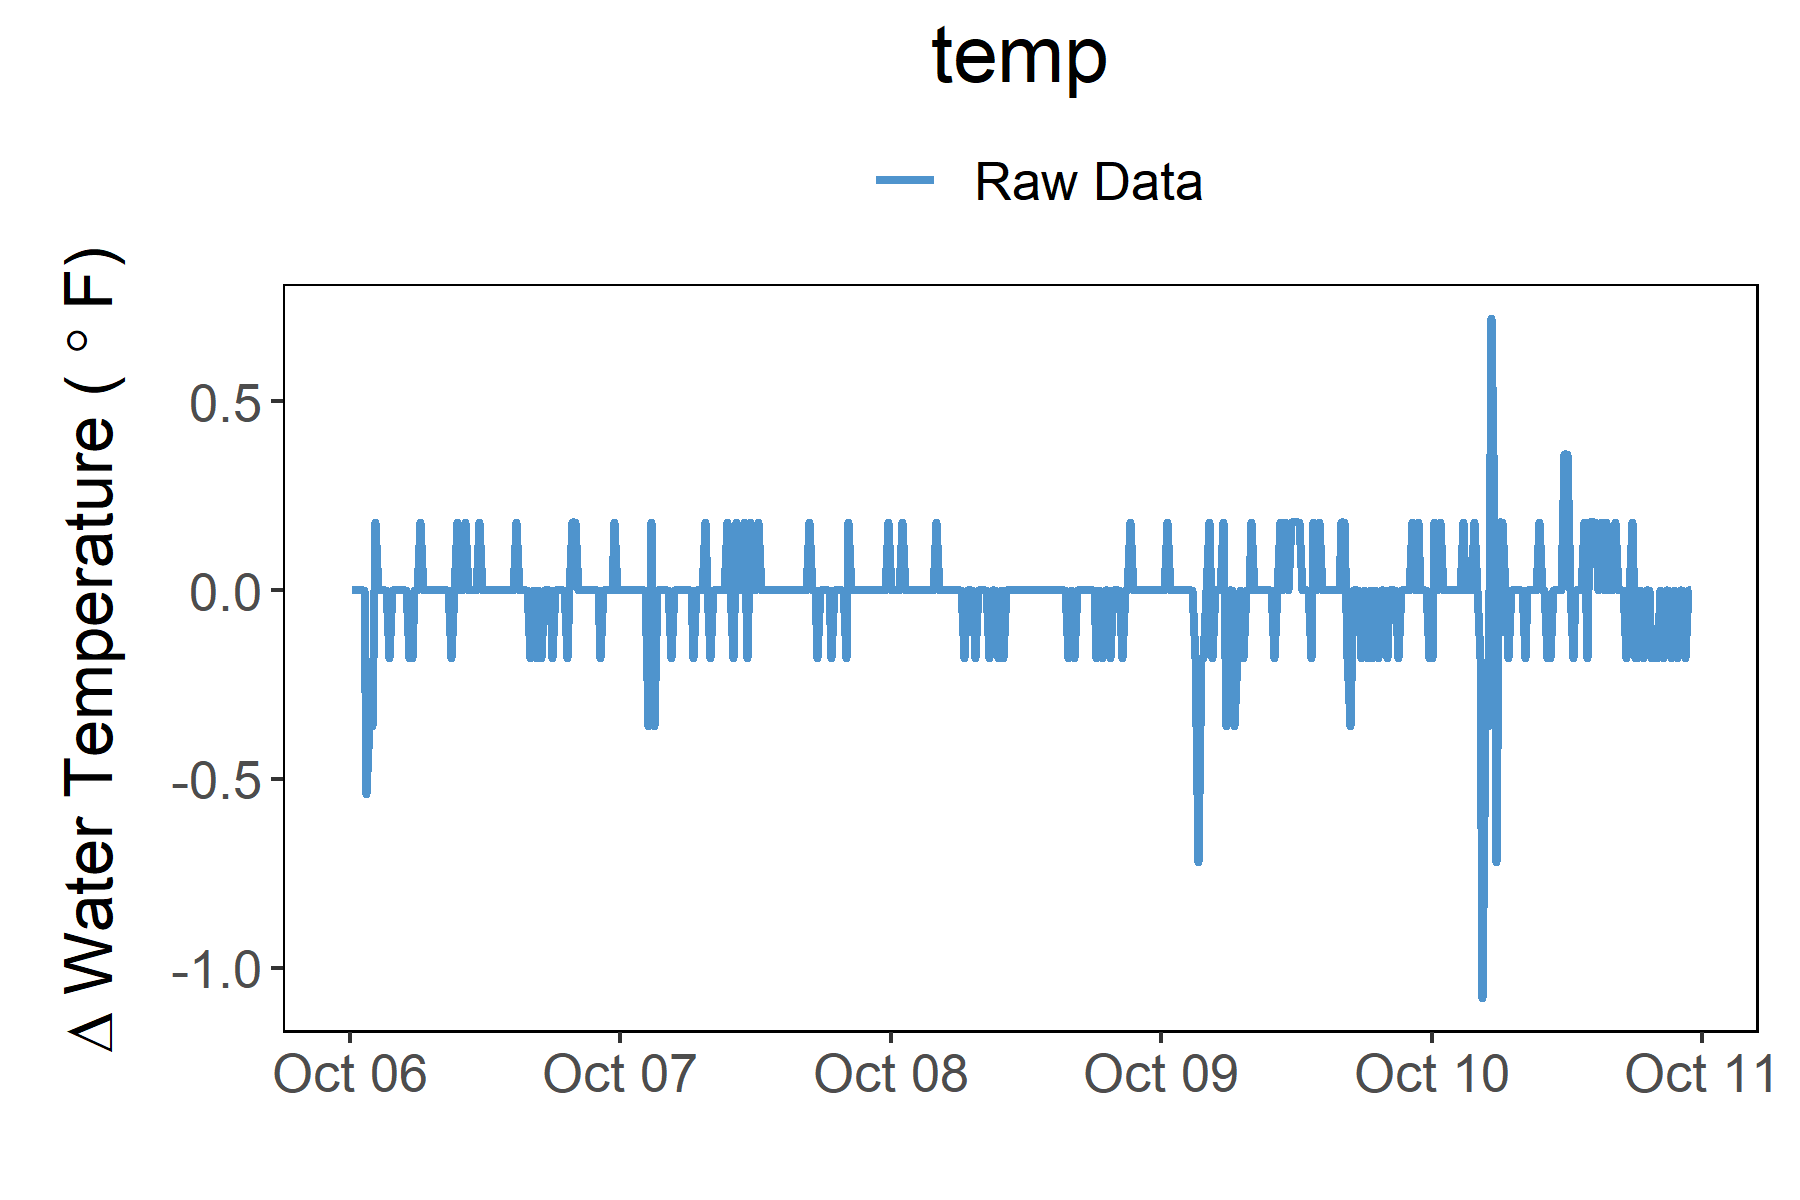 temp
Raw Data
Δ Water Temperature ( ° F)
0.5
0.0
-0.5
-1.0
Oct 06 Oct 07 Oct 08 Oct 09 Oct 10 Oct 11